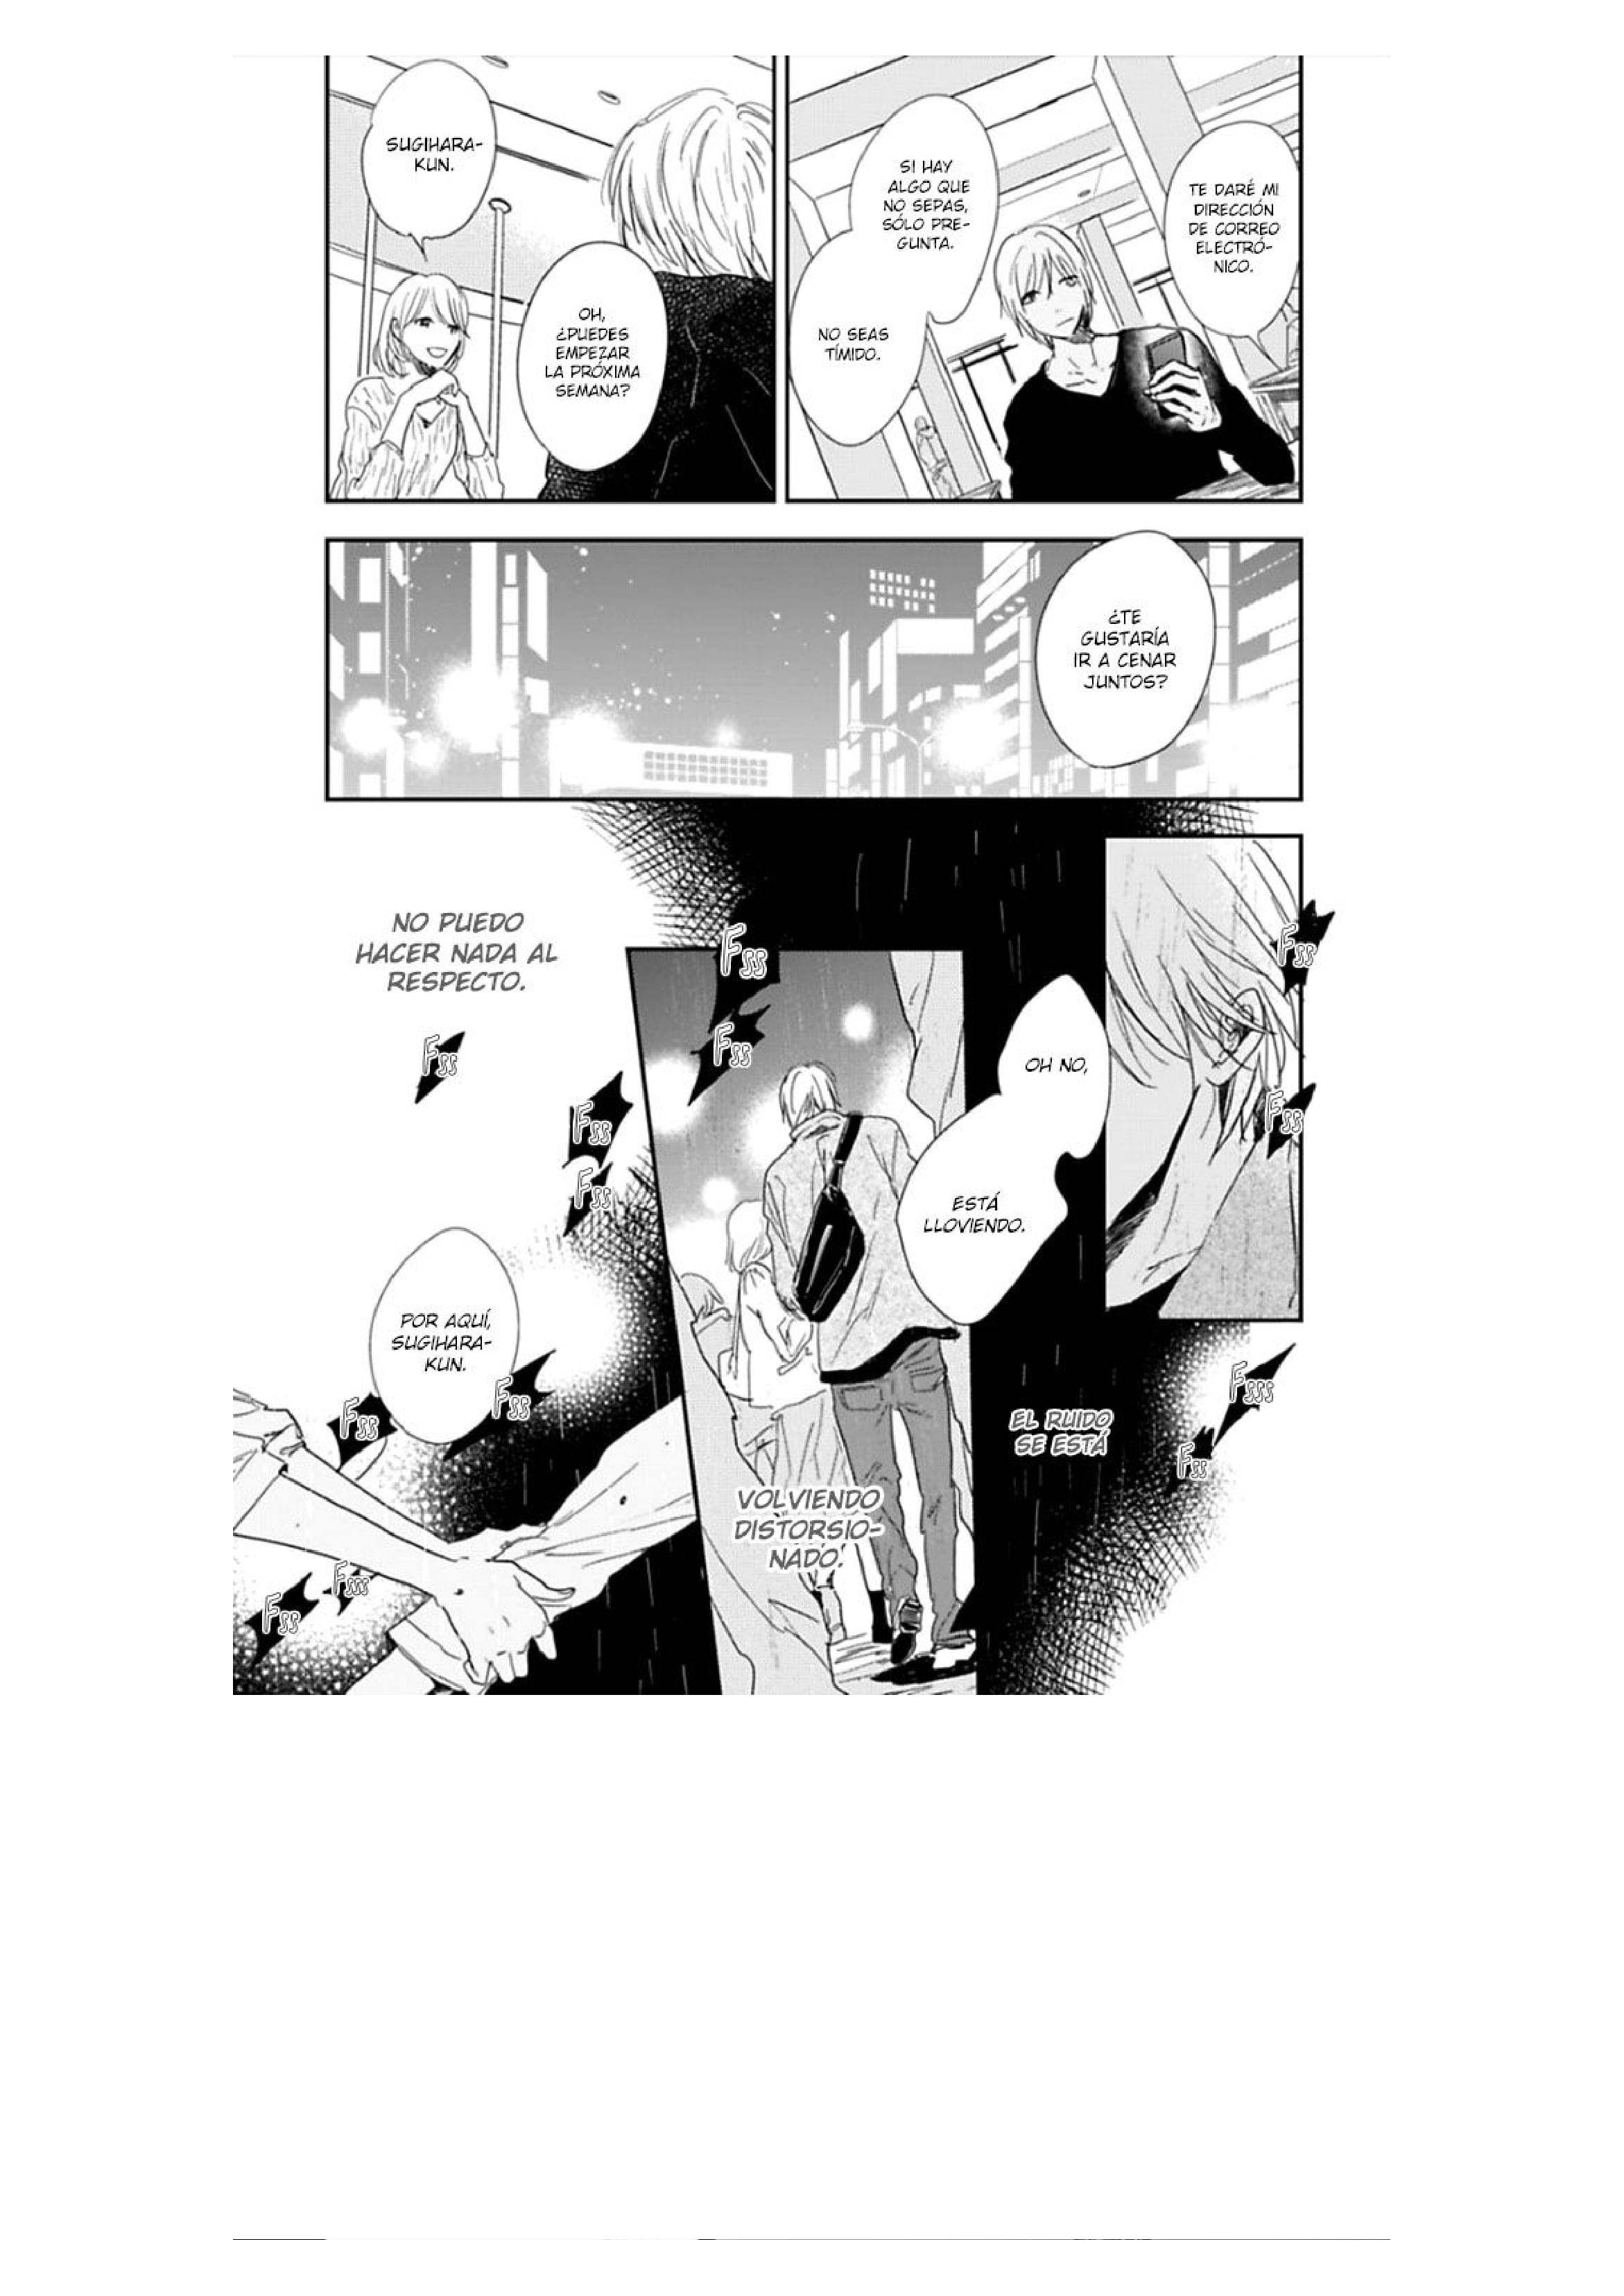 TE DARÉ MI
DIRECCIÓN
DE CORREO
ELECTRÓ-
NICO.
SI HAY
ALGO QUE
NO SEPAS,
SÓLO PRE-
GUNTA.
NO SEAS
TÍMIDO.
SUGIHARA-
KUN.
OH,
¿PUEDES
EMPEZAR
LA PRÓXIMA
SEMANA?
¿TE
GUSTARÍA
IR A CENAR
JUNTOS?
FSS
FSS
OH NO,
ESTÁ
LLOVIENDO.
FSSS
FSS
EL RUIDO
SE ESTÁ
FSS
FSS
VOLVIENDO
DISTORSIO-
NADO.
NO PUEDO
HACER NADA AL
RESPECTO.
FSS
FSS
FSS
POR AQUÍ,
SUGIHARA-
KUN.
FSS
FSS
FSSS
FSS